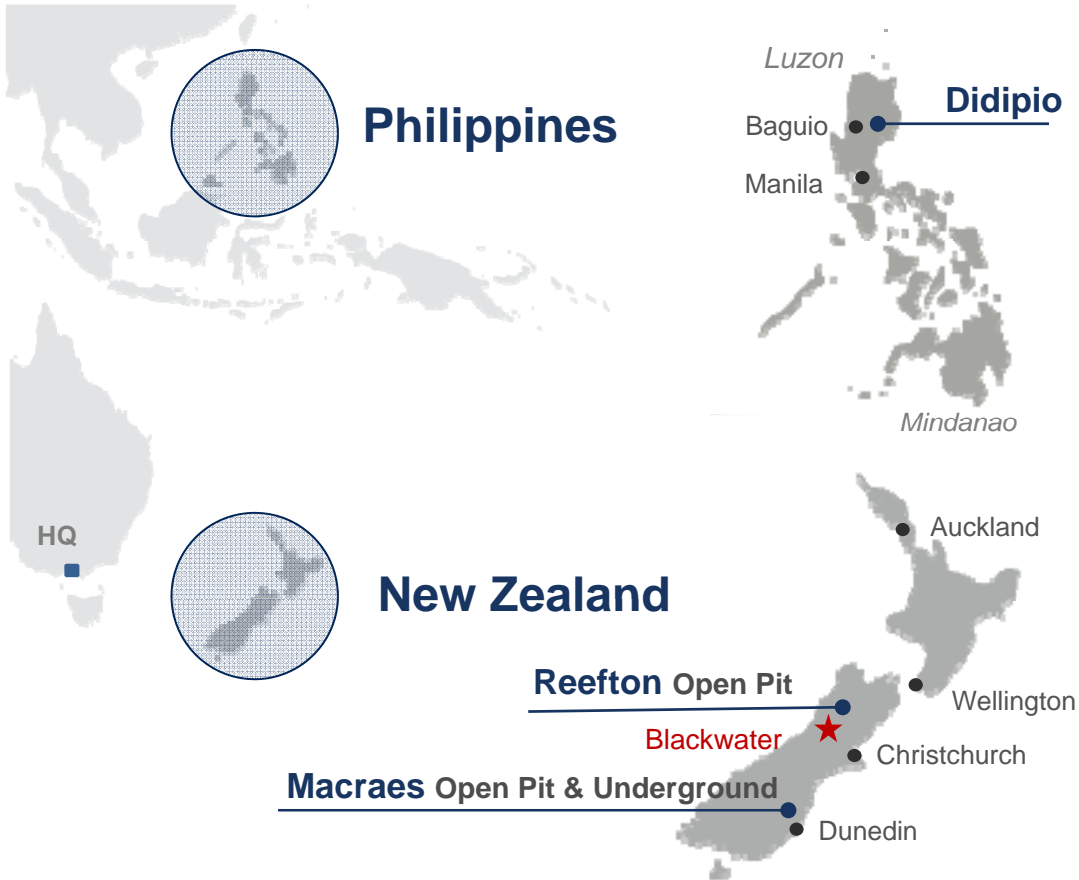 Luzon
Philippines
Didipio
Baguio
Manila
Mindanao
HQ
Auckland
New Zealand
Reefton Open Pit
Wellington
Blackwater
Christchurch
Macraes Open Pit & Underground
Dunedin